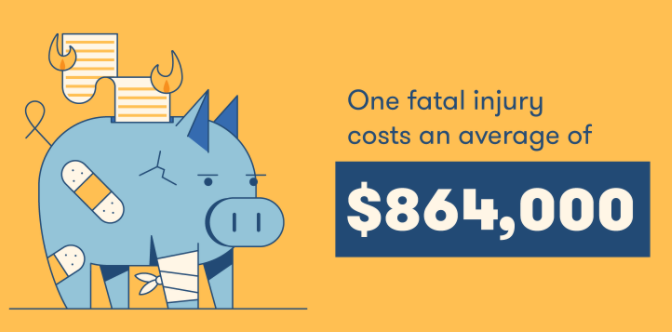 One fatal injury
costs an average of
$864,000